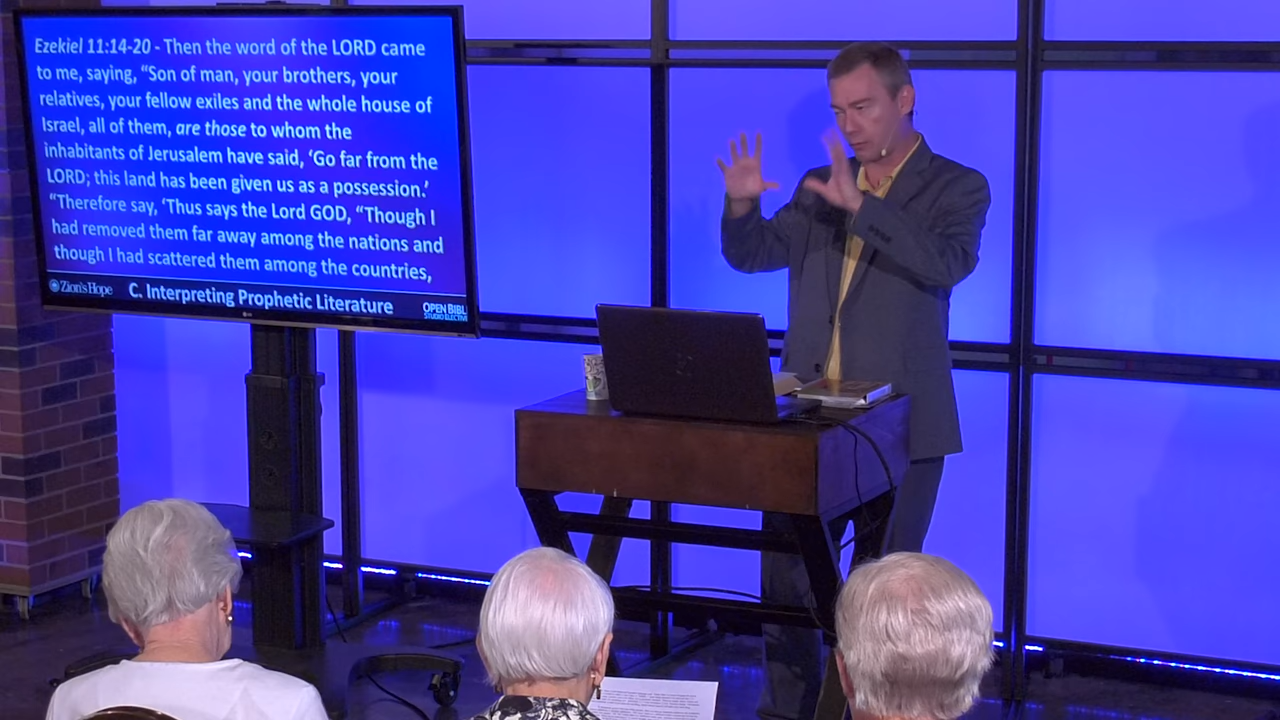 Ezekiel 11:14-20 - Then the word of the LORD came
to me, saying, “Son of man, your brothers, your
relatives, your fellow exiles and the whole house of
Israel, all of them, are those to whom the
inhabitants of Jerusalem have said, ‘Go far from the
LORD; this land has been given us as a possession.’
“Therefore say, ‘Thus says the Lord GOD, “Though I
had removed them far away among the nations and
though I had scattered them among the countries,
Zion's Hope
C. Interpreting Prophetic Literature
OPEN BIBL
STUDIO ELECTIVE
LG